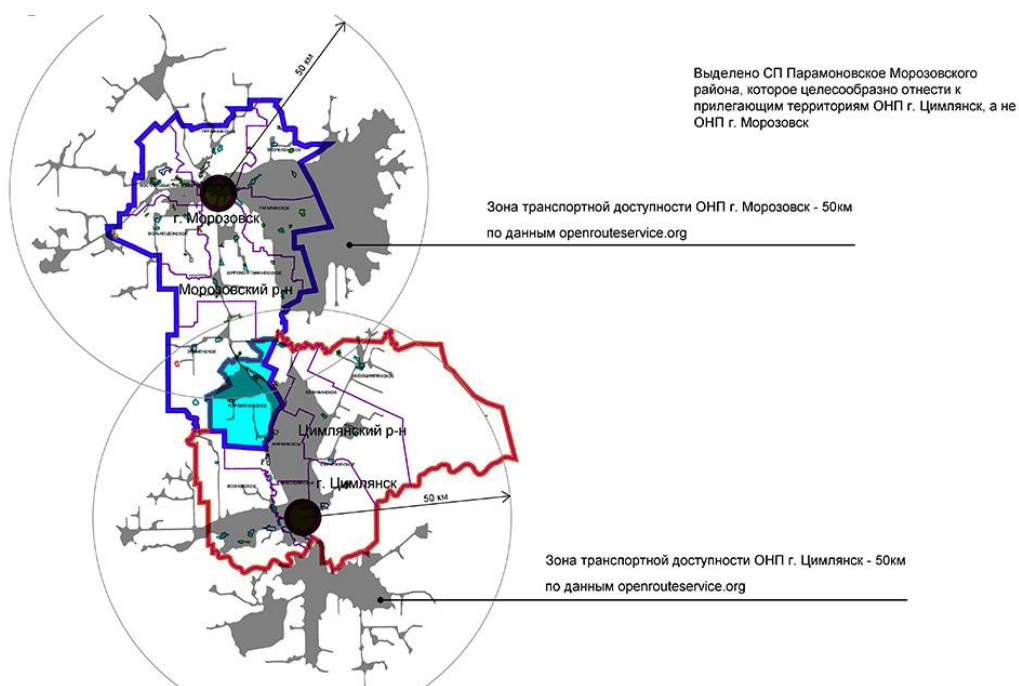 50 км
Выделено СП Парамоновское Морозовского
района, которое целесообразно отнести к
прилегающим территориям ОНП г. Цимлянск, а не
ОНП г. Морозовск
Зона транспортной доступности ОНП г. Морозовск - 50км
по данным openrouteservice.org
г. Морозовск
Морозовский р-н
Цимлянский р-н
г. Цимлянск
50 км
Зона транспортной доступности ОНП г. Цимлянск - 50км
по данным openrouteservice.org